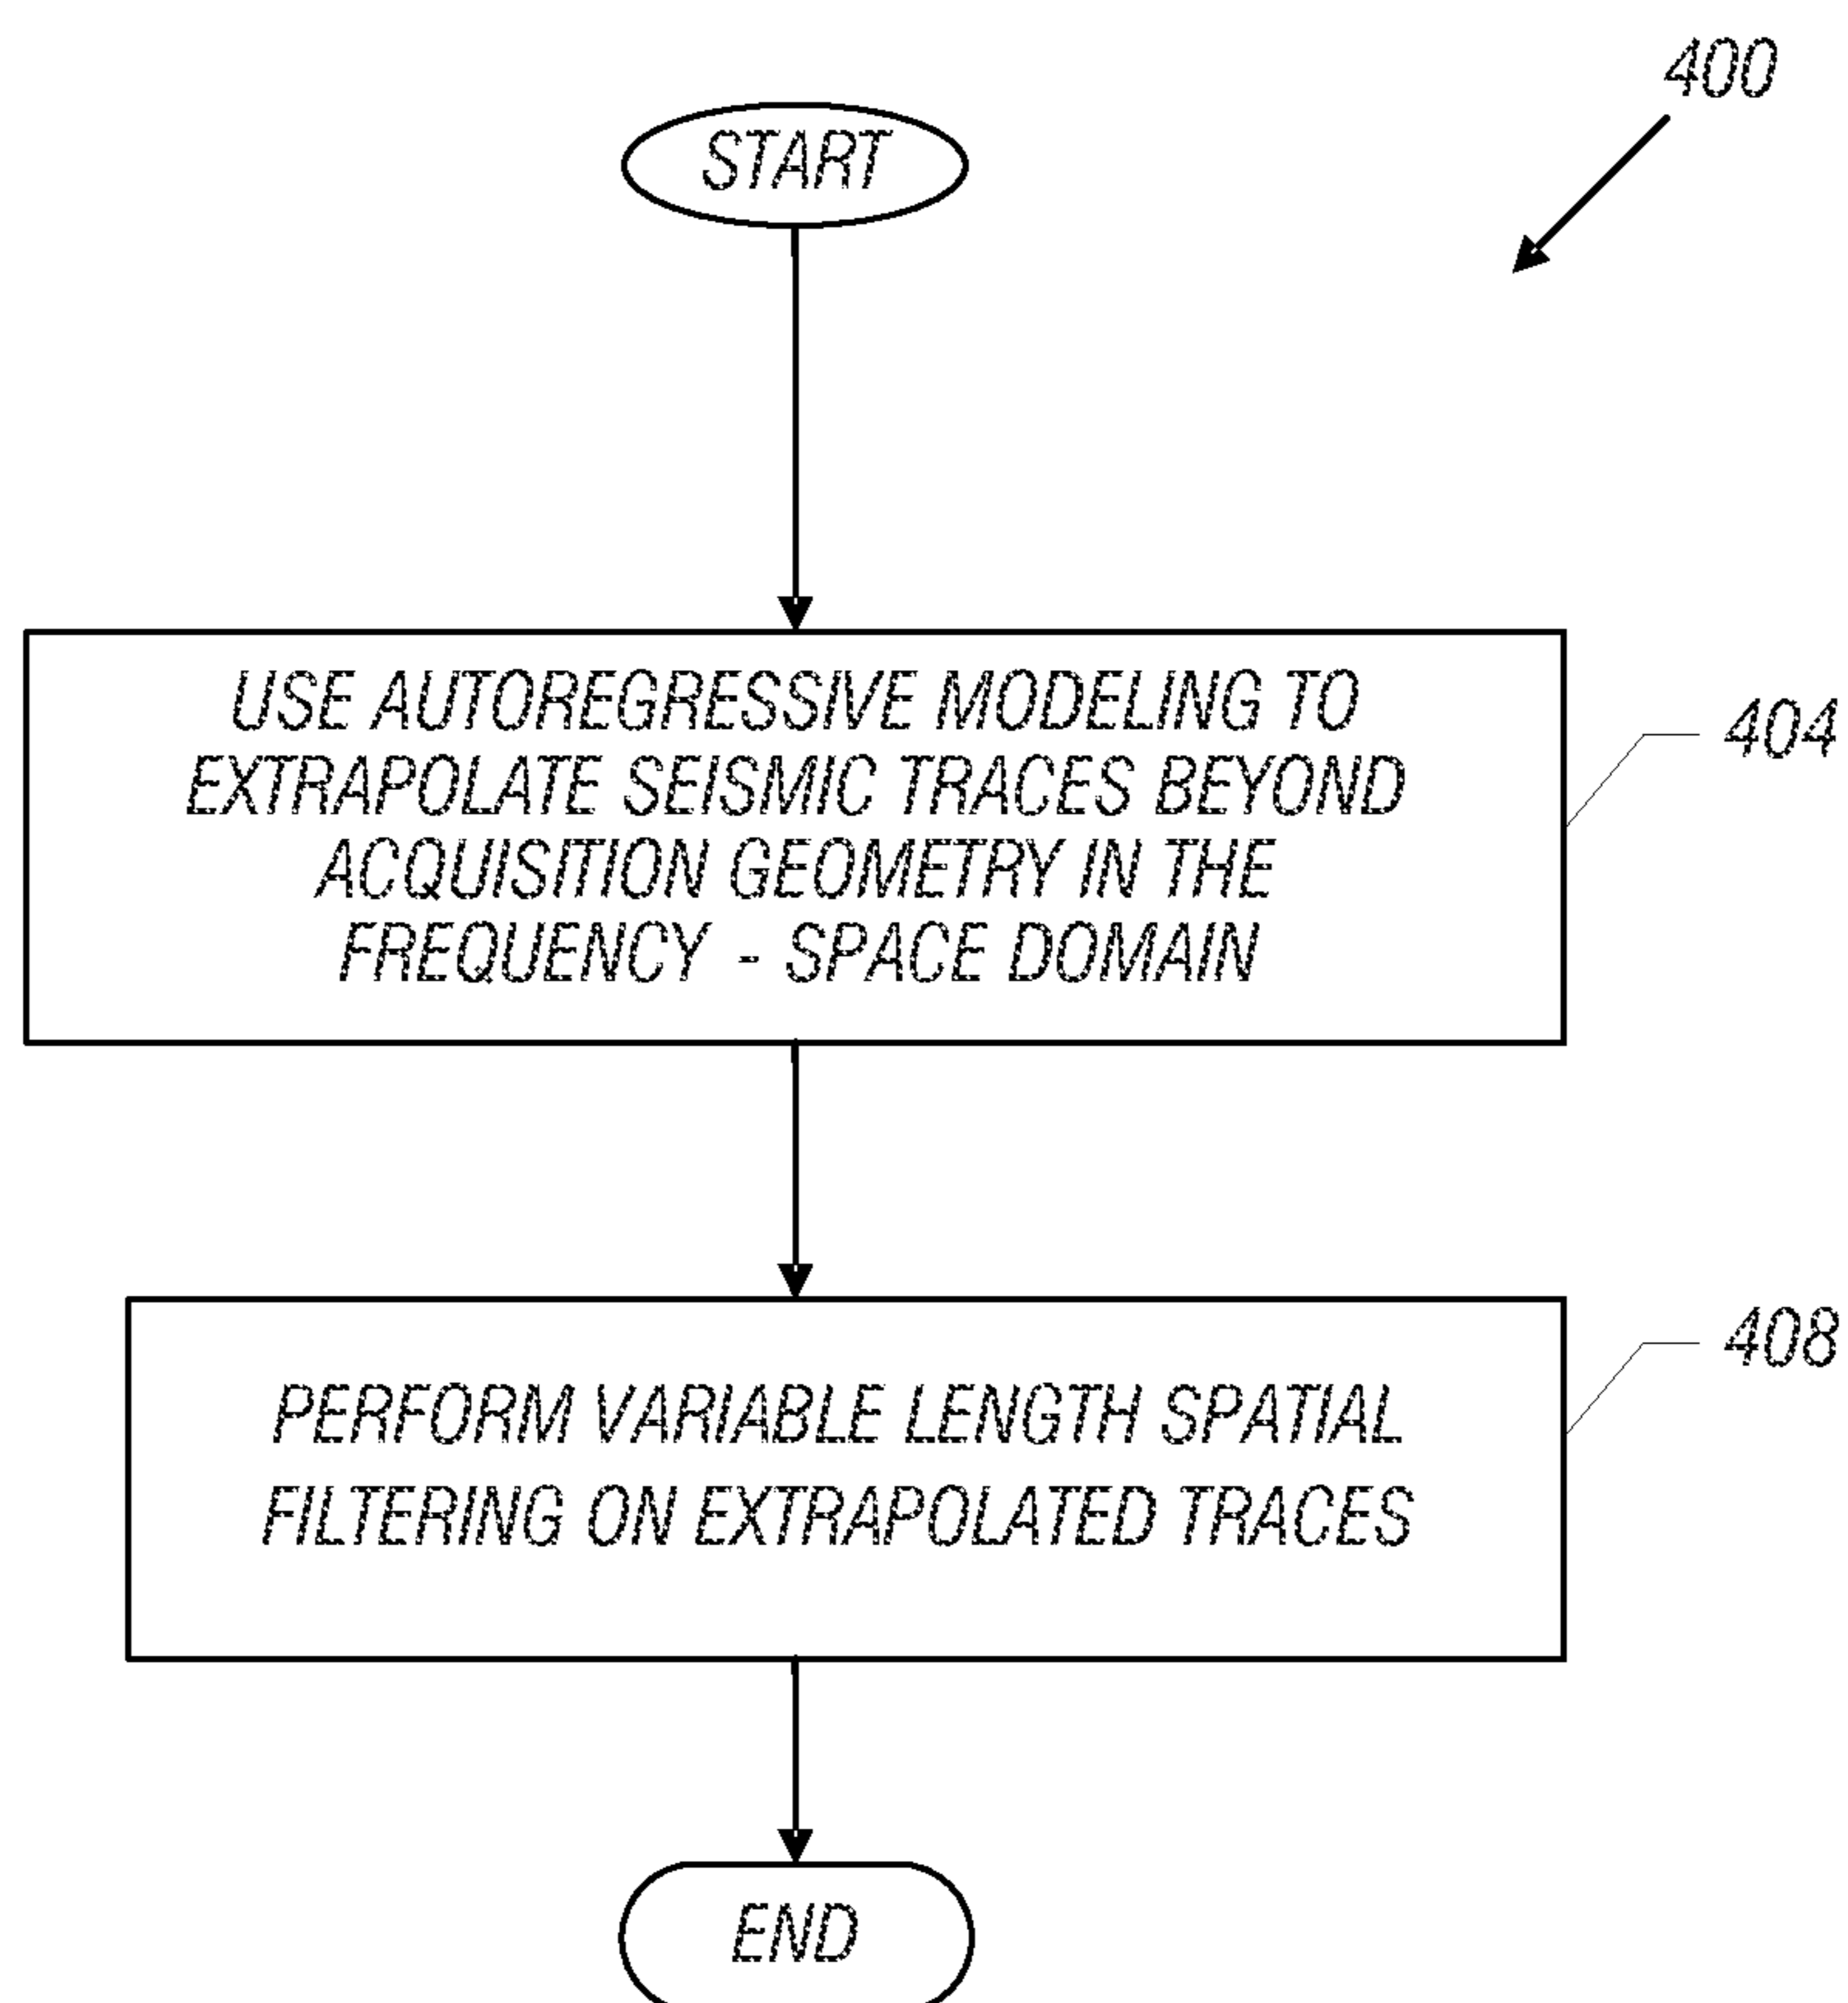 400
START
USE AUTOREGRESSIVE MODELING TO
EXTRAPOLATE SEISMIC TRACES BEYOND
ACQUISITION GEOMETRY IN THE
FREQUENCY - SPACE DOMAIN
404
PERFORM VARIABLE LENGTH SPATIAL
FILTERING ON EXTRAPOLATED TRACES
408
END